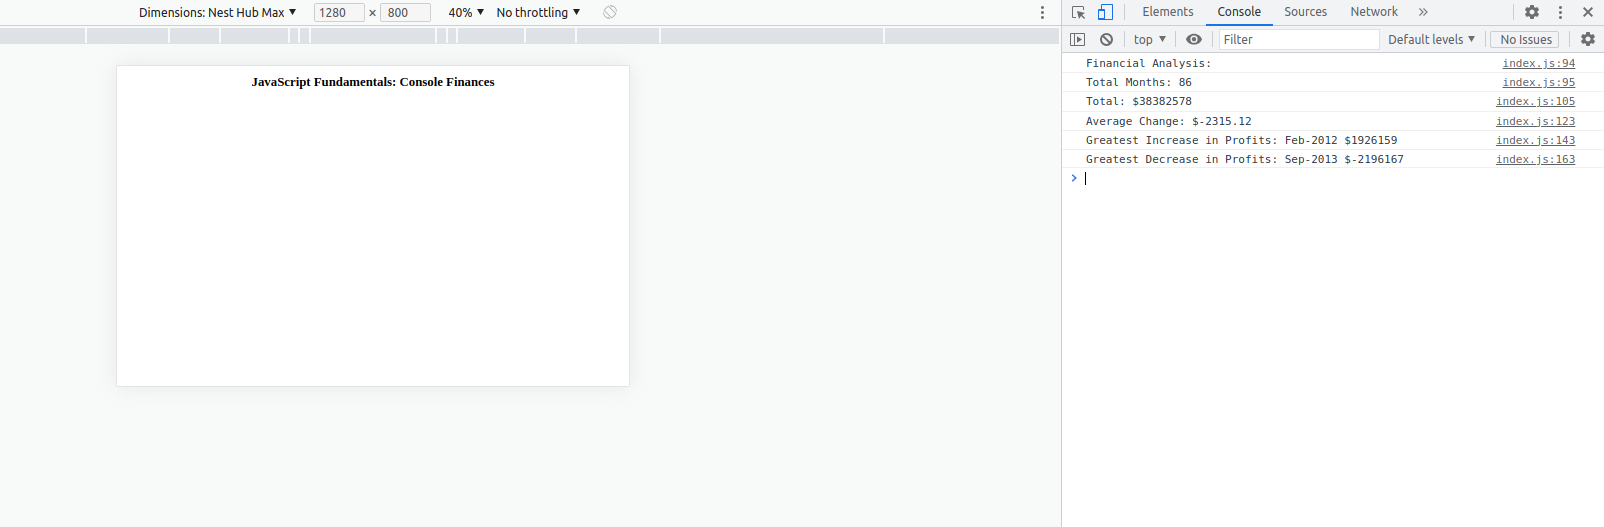 Dimensions: Nest Hub Max ▼ 1280 × 800 40% ▼ No throttling ▼
Elements Console Sources Network »
top ▼ Filter Default levels ▼ No Issues
JavaScript Fundamentals: Console Finances
Financial Analysis: index.js:94
Total Months: 86 index.js:95
Total: $38382578 index.js:105
Average Change: $-2315.12 index.js:123
Greatest Increase in Profits: Feb-2012 $1926159 index.js:143
Greatest Decrease in Profits: Sep-2013 $-2196167 index.js:163